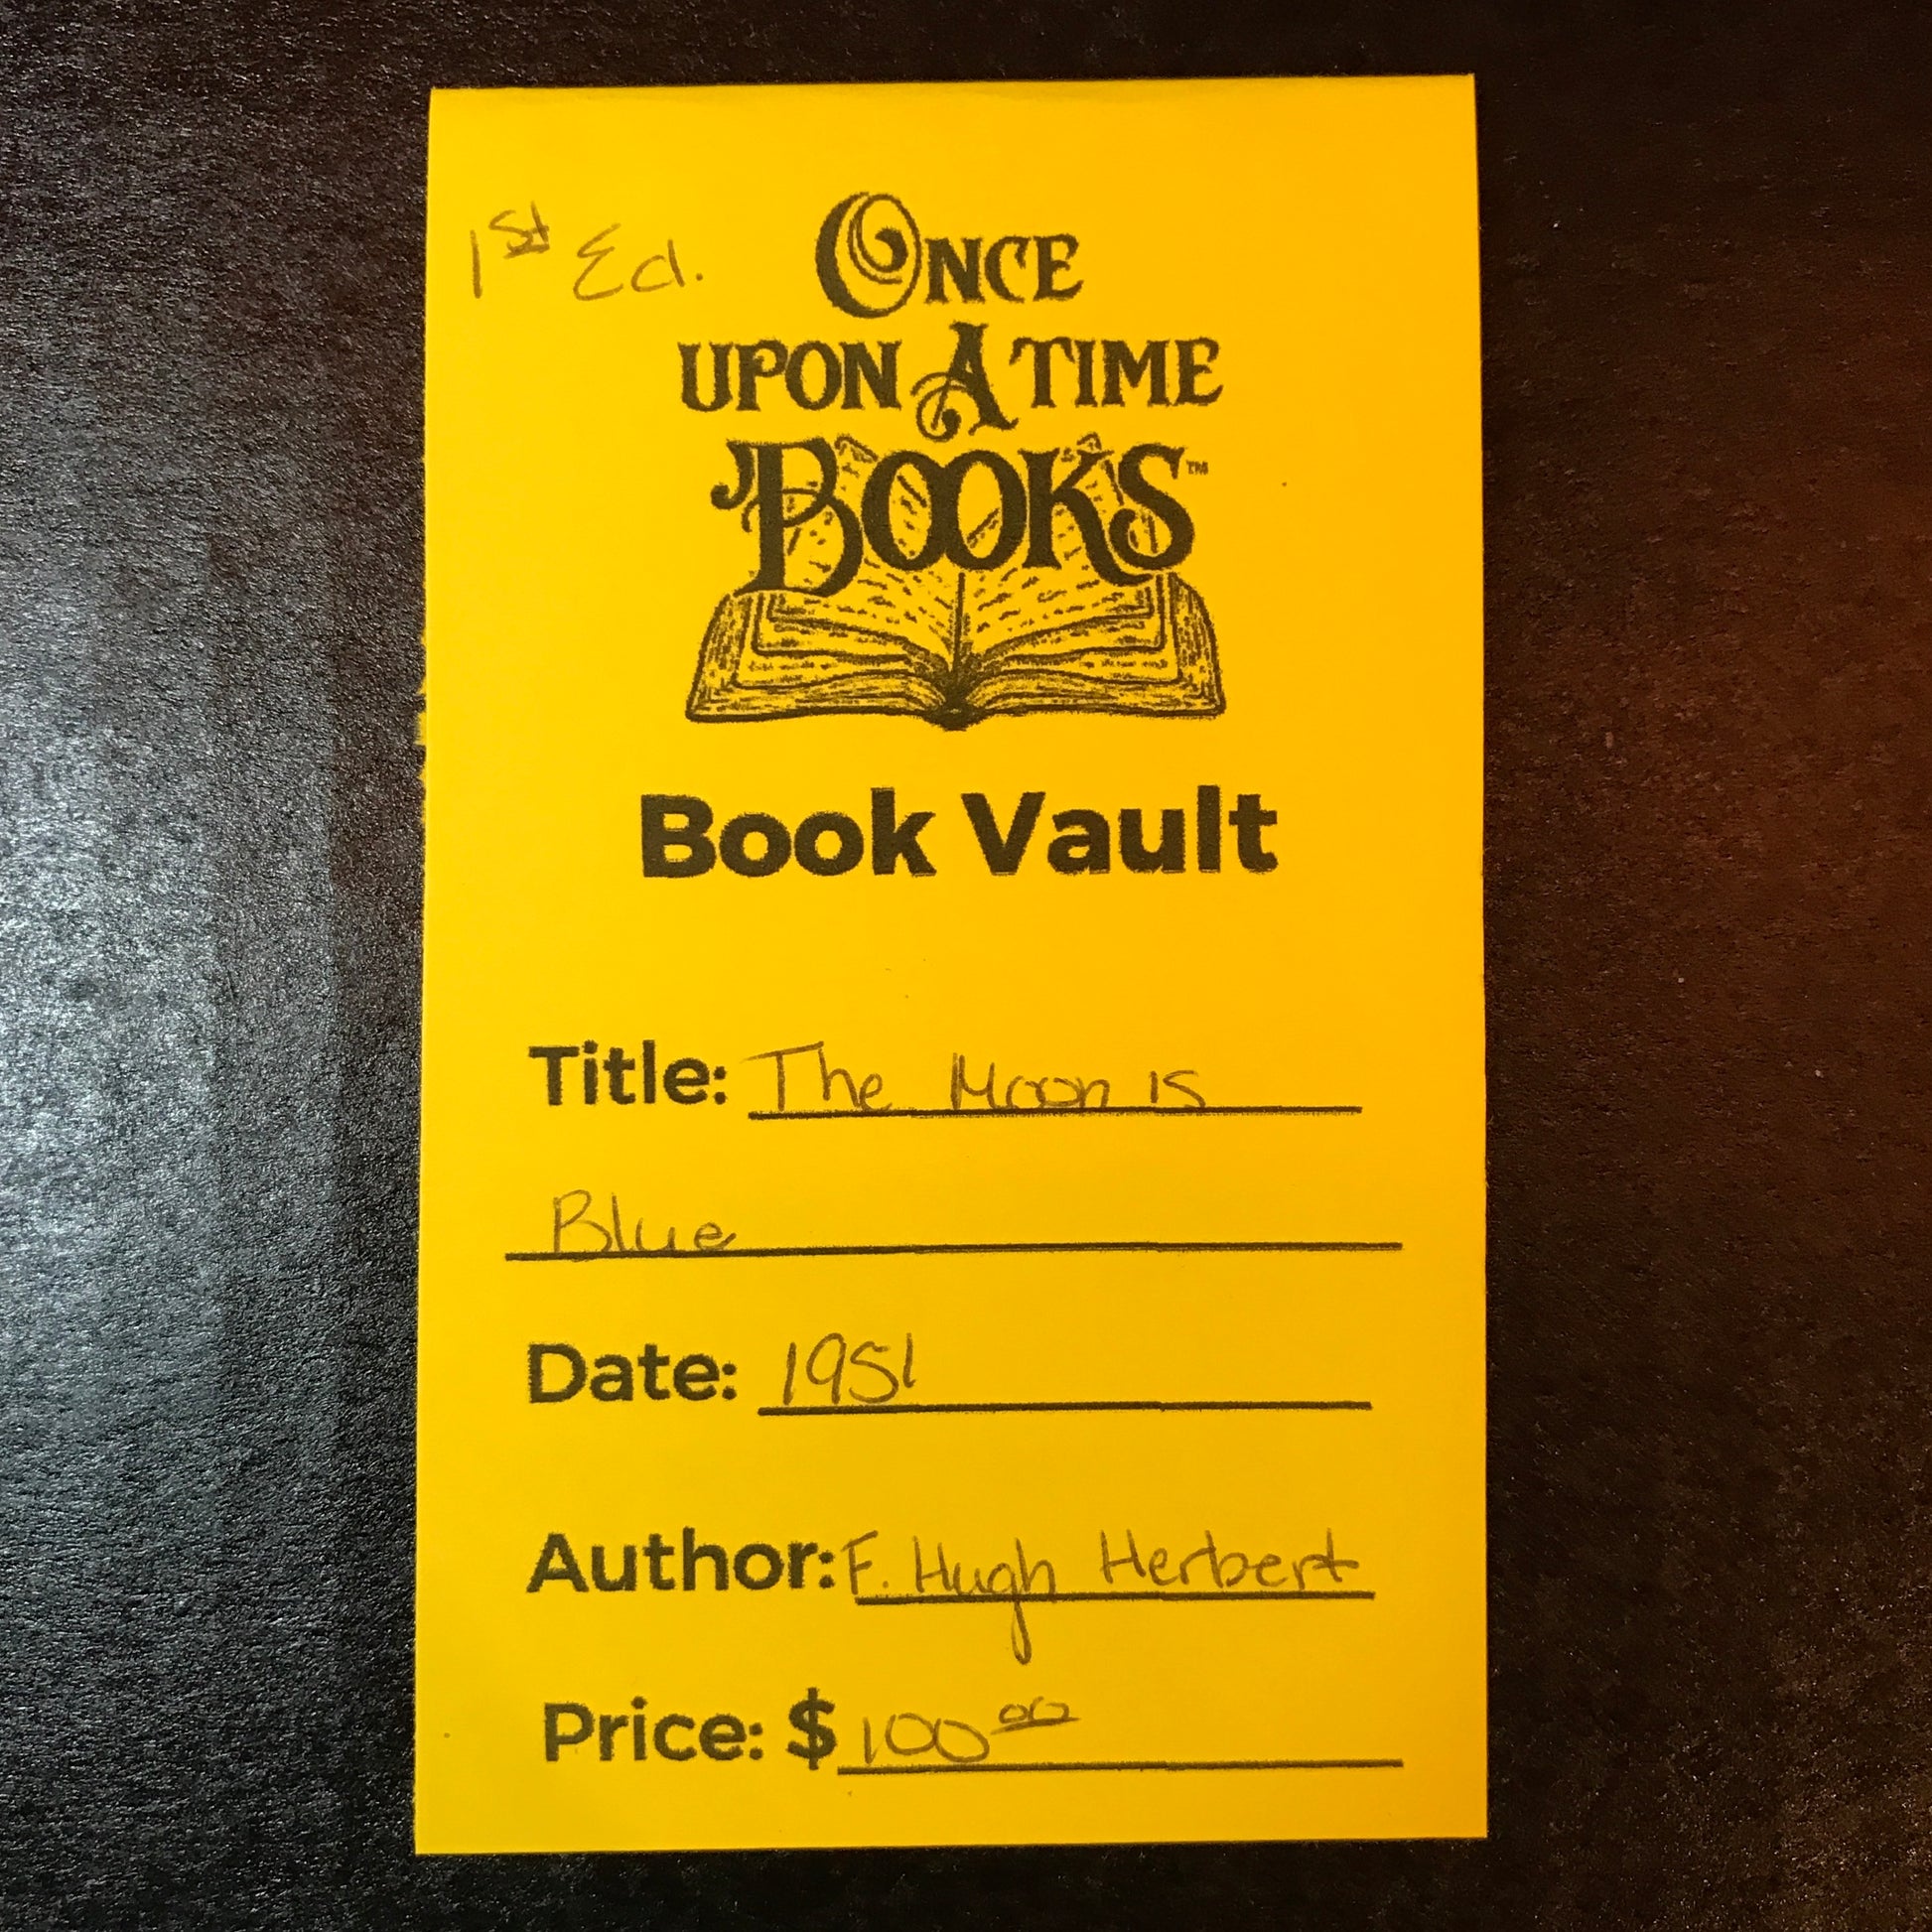 1st Ed.
ONCE
UPON A TIME
BOOKS™
Book Vault
Title: The Moon is
Blue
Date: 1951
Author: F. Hugh Herbert
Price: $ 100 00